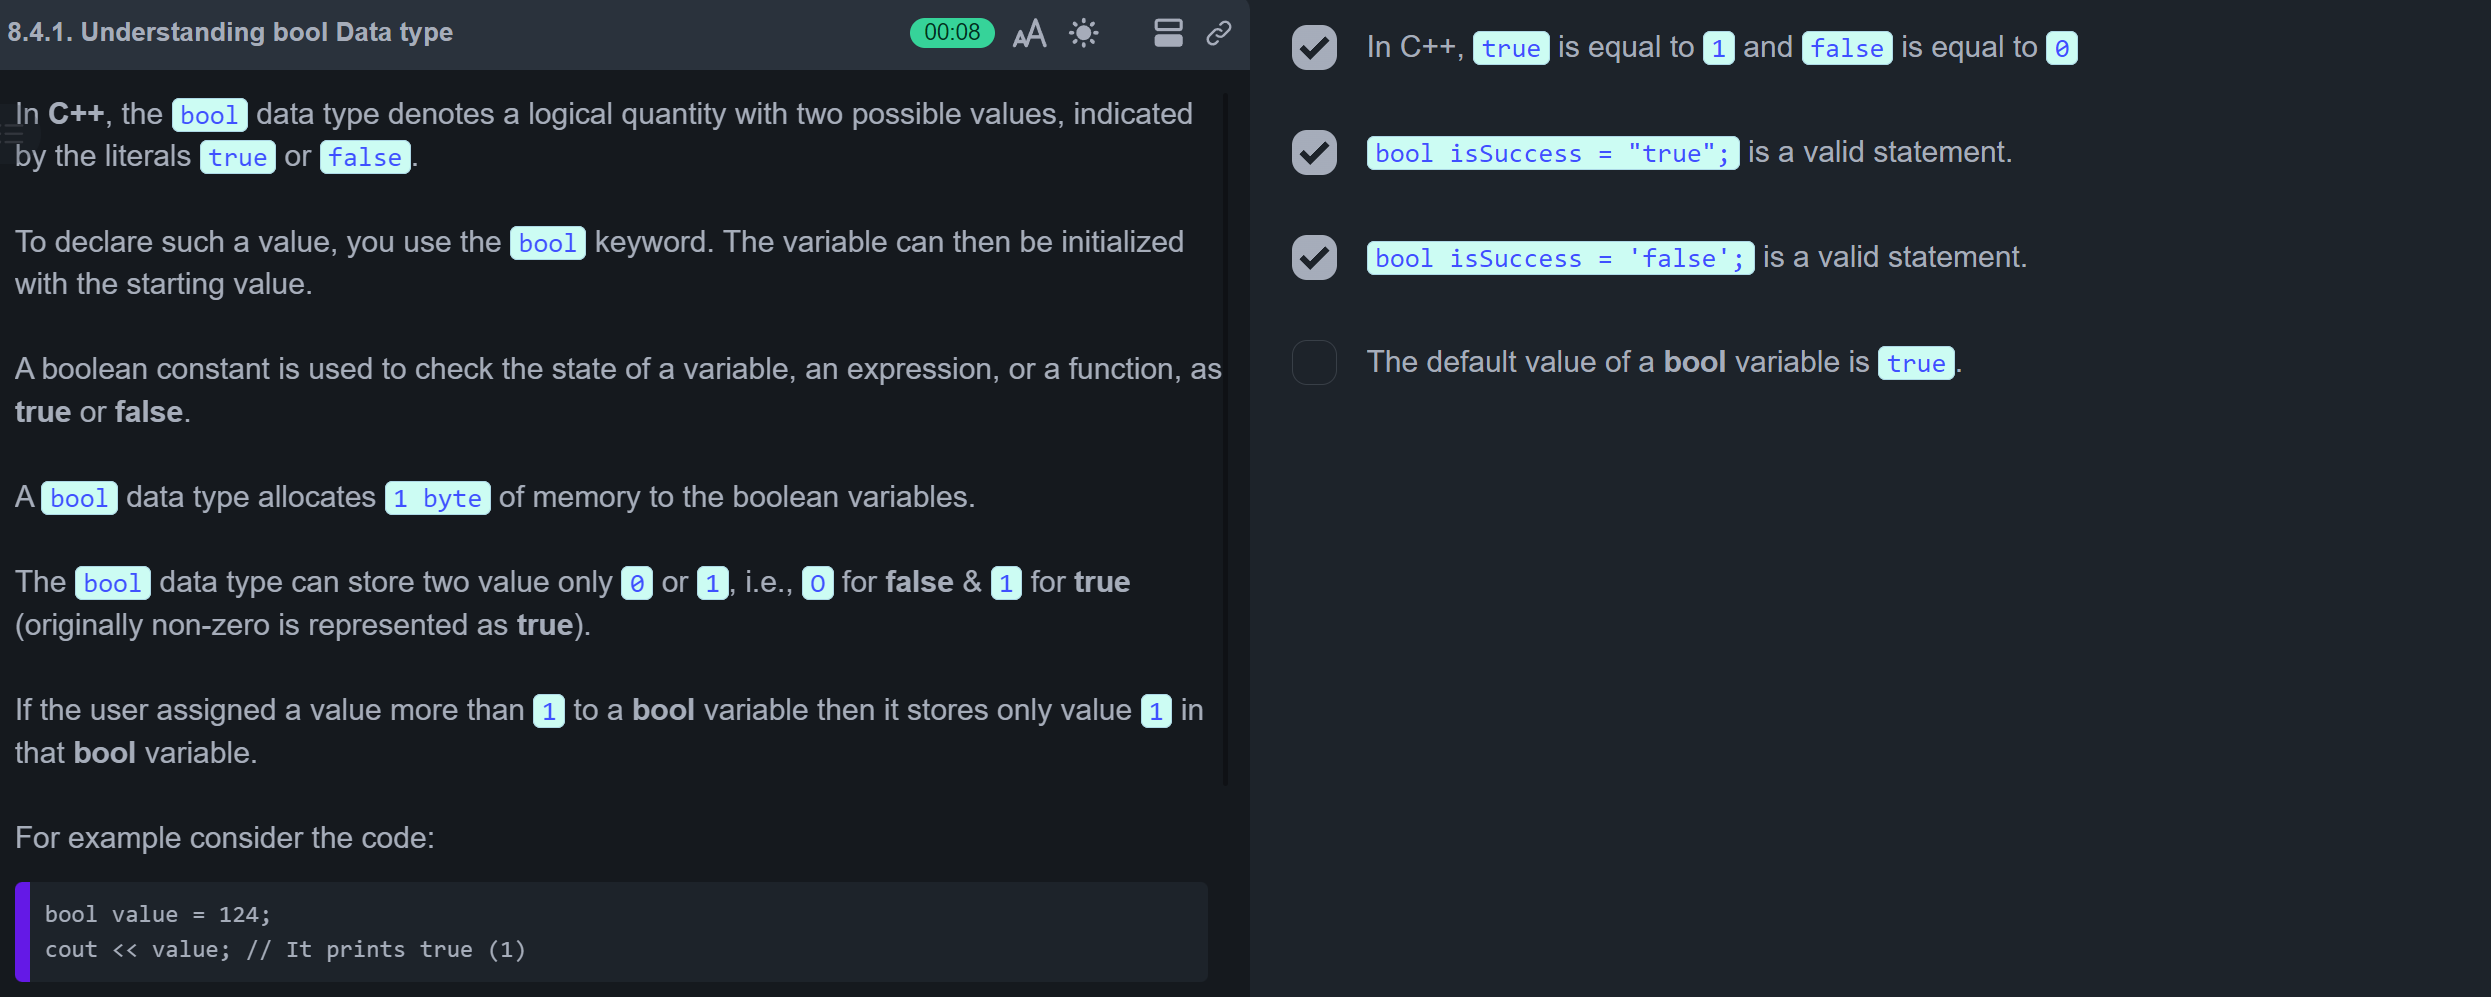 8.4.1. Understanding bool Data type
00:08
In C++, the bool data type denotes a logical quantity with two possible values, indicated
by the literals true or false.
To declare such a value, you use the bool keyword. The variable can then be initialized
with the starting value.
A boolean constant is used to check the state of a variable, an expression, or a function, as
true or false.
A bool data type allocates 1 byte of memory to the boolean variables.
The bool data type can store two value only 0 or 1, i.e., O for false & 1 for true
(originally non-zero is represented as true).
If the user assigned a value more than 1 to a bool variable then it stores only value 1 in
that bool variable.
For example consider the code:
bool value = 124;
cout << value; // It prints true (1)
In C++, true is equal to 1 and false is equal to 0
bool isSuccess = "true"; is a valid statement.
bool isSuccess = 'false'; is a valid statement.
The default value of a bool variable is true.